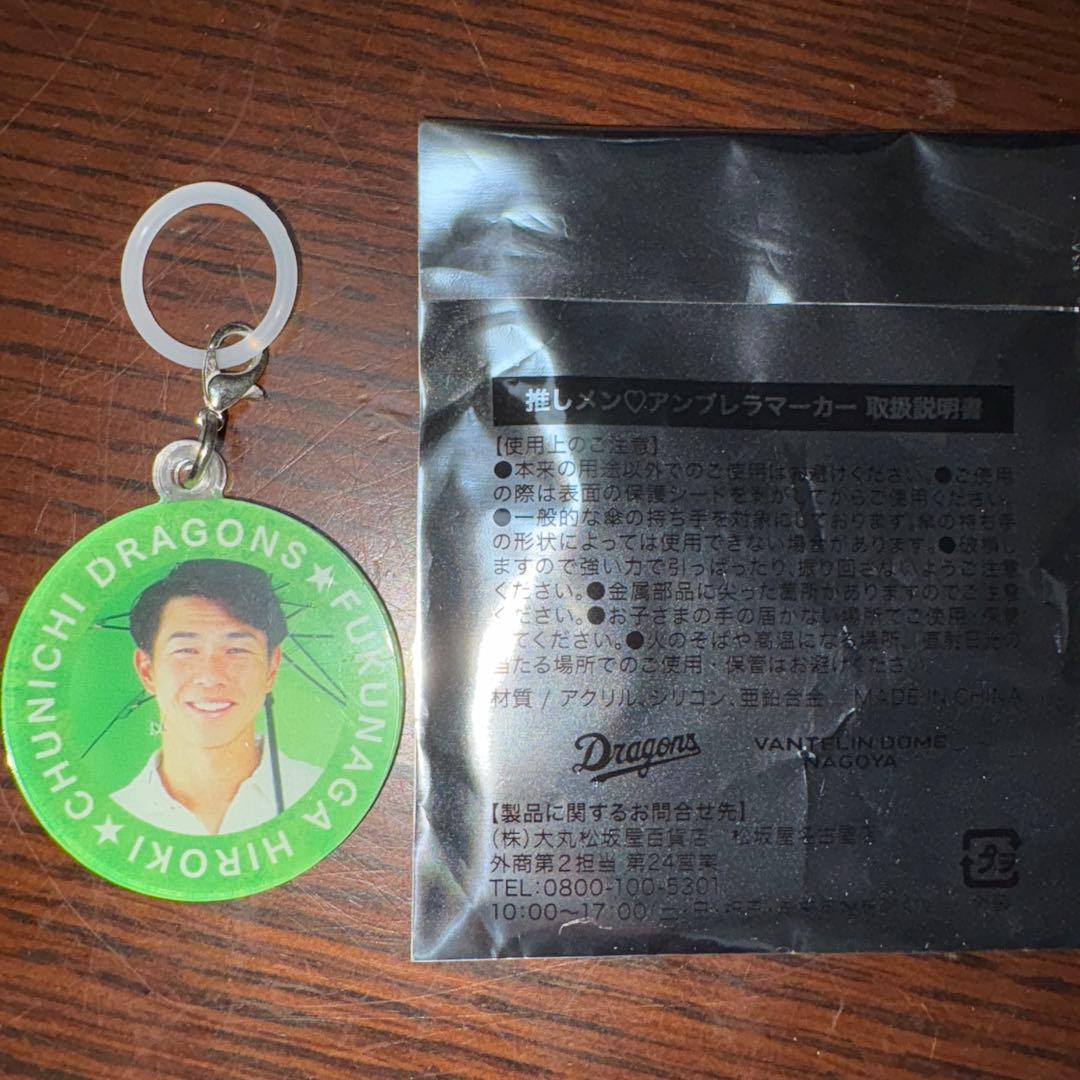 CHUNICHI DRAGONS★FUKUNAGA HIROKI★
推しメン♡アンブレラマーカー 取扱説明書
【使用上のご注意】
●本来の用途以外でのご使用はお避けください。●ご使用
の際は表面の保護シートを剥がしてからご使用ください。
●一般的な傘の持ち手を対象にしております。傘の持ち手
の形状によっては使用できない場合があります。●破損し
ますので強い力で引っぱったり、振り回さないようご注意
ください。●金属部品に尖った箇所がありますのでご注意
ください。●お子さまの手の届かない場所でご使用・保管
してください。●火のそばや高温になる場所、直射日光の
当たる場所でのご使用・保管はお避けください。
材質 / アクリル、シリコン、亜鉛合金 MADE IN CHINA
Dragons
VANTELIN DOME
NAGOYA
【製品に関するお問合せ先】
(株)大丸松坂屋百貨店 松坂屋名古屋店
外商第2担当 第24営業
TEL:0800-100-5301
10:00〜17:00
プラ